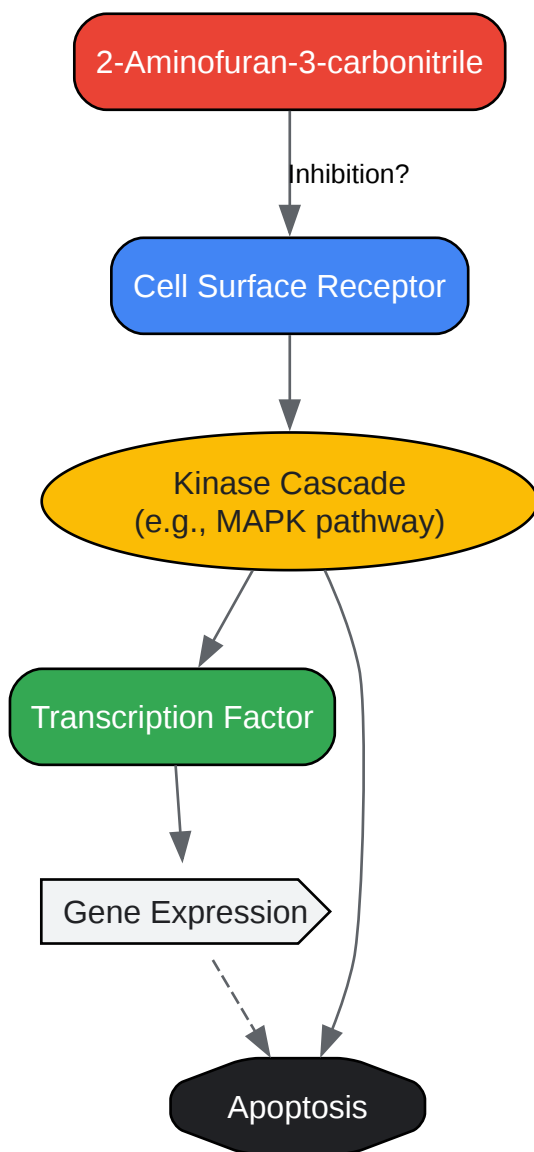 2-Aminofuran-3-carbonitrile
Inhibition?
Cell Surface Receptor
Kinase Cascade
(e.g., MAPK pathway)
Transcription Factor
Gene Expression
Apoptosis